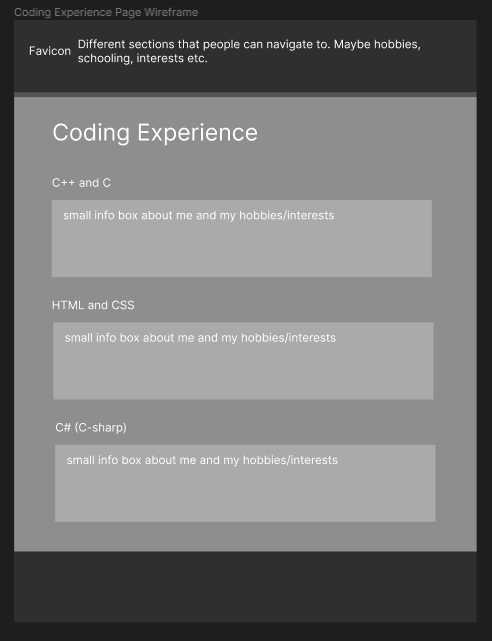 Coding Experience Page Wireframe
Favicon
Different sections that people can navigate to. Maybe hobbies,
schooling, interests etc.
Coding Experience
C++ and C
small info box about me and my hobbies/interests
HTML and CSS
small info box about me and my hobbies/interests
C# (C-sharp)
small info box about me and my hobbies/interests